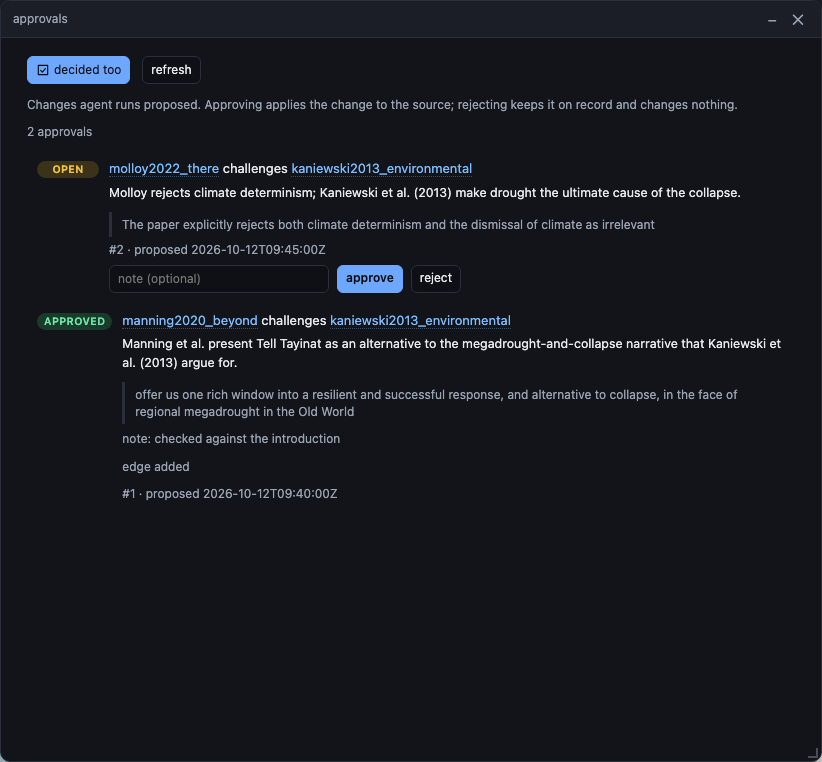 approvals
decided too
refresh
Changes agent runs proposed. Approving applies the change to the source; rejecting keeps it on record and changes nothing.
2 approvals
OPEN
molloy2022_there challenges kaniewski2013_environmental
Molloy rejects climate determinism; Kaniewski et al. (2013) make drought the ultimate cause of the collapse.
The paper explicitly rejects both climate determinism and the dismissal of climate as irrelevant
#2 · proposed 2026-10-12T09:45:00Z
note (optional)
approve
reject
APPROVED
manning2020_beyond challenges kaniewski2013_environmental
Manning et al. present Tell Tayinat as an alternative to the megadrought-and-collapse narrative that Kaniewski et
al. (2013) argue for.
offer us one rich window into a resilient and successful response, and alternative to collapse, in the face of
regional megadrought in the Old World
note: checked against the introduction
edge added
#1 · proposed 2026-10-12T09:40:00Z